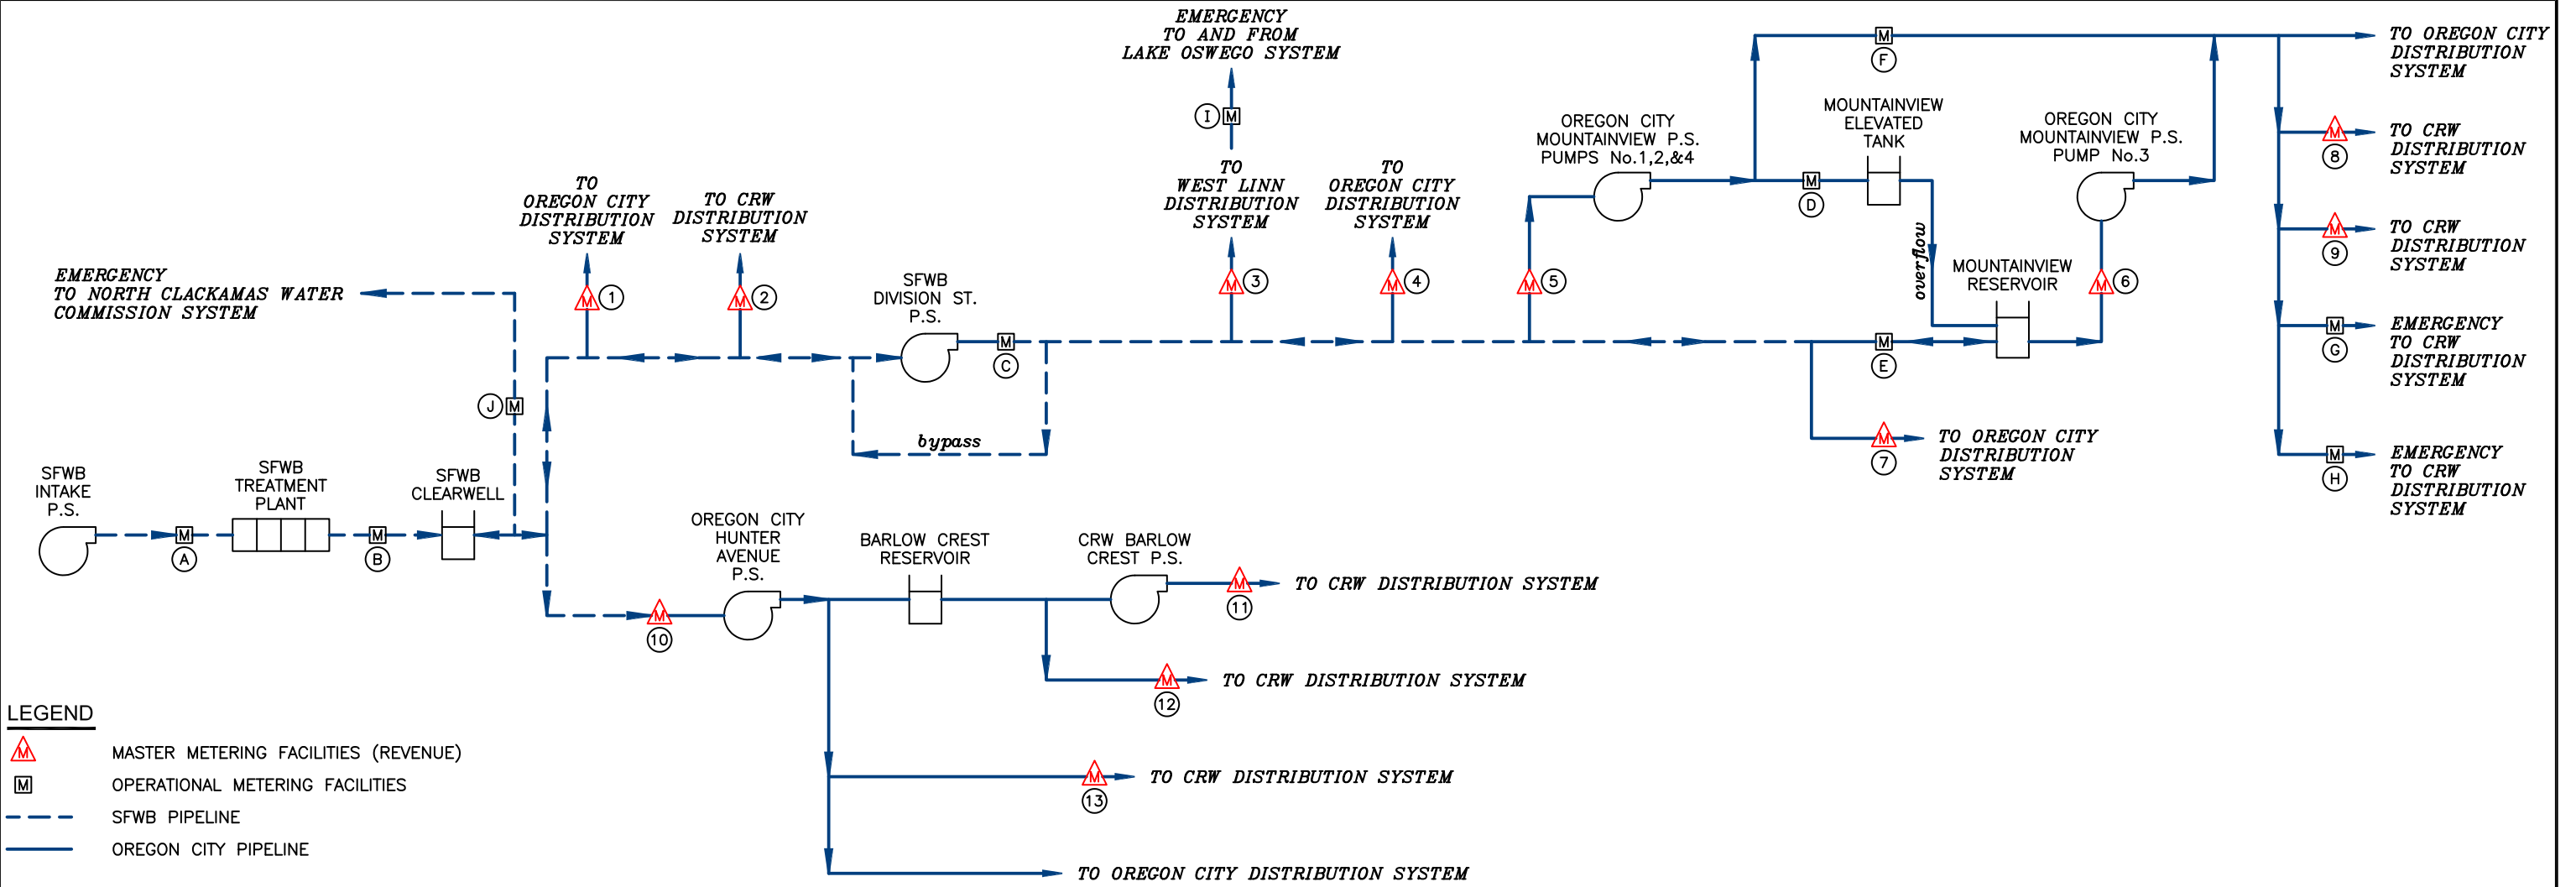 EMERGENCY
TO AND FROM
LAKE OSWEGO SYSTEM
I
M
TO
OREGON CITY
DISTRIBUTION
SYSTEM
M
1
TO CRW
DISTRIBUTION
SYSTEM
M
2
EMERGENCY
TO NORTH CLACKAMAS WATER
COMMISSION SYSTEM
J
M
SFWB
DIVISION ST.
P.S.
M
C
bypass
TO
WEST LINN
DISTRIBUTION
SYSTEM
M
3
TO
OREGON CITY
DISTRIBUTION
SYSTEM
M
4
OREGON CITY
MOUNTAINVIEW P.S.
PUMPS No.1,2,&4
M
5
M
F
MOUNTAINVIEW
ELEVATED
TANK
M
D
overflow
MOUNTAINVIEW
RESERVOIR
M
E
OREGON CITY
MOUNTAINVIEW P.S.
PUMP No.3
M
6
M
7
TO OREGON CITY
DISTRIBUTION
SYSTEM
TO OREGON CITY
DISTRIBUTION
SYSTEM
M
8
TO CRW
DISTRIBUTION
SYSTEM
M
9
TO CRW
DISTRIBUTION
SYSTEM
M
G
EMERGENCY
TO CRW
DISTRIBUTION
SYSTEM
M
H
EMERGENCY
TO CRW
DISTRIBUTION
SYSTEM
SFWB
INTAKE
P.S.
M
A
SFWB
TREATMENT
PLANT
M
B
SFWB
CLEARWELL
M
10
OREGON CITY
HUNTER
AVENUE
P.S.
BARLOW CREST
RESERVOIR
CRW BARLOW
CREST P.S.
M
11
TO CRW DISTRIBUTION SYSTEM
M
12
TO CRW DISTRIBUTION SYSTEM
M
13
TO CRW DISTRIBUTION SYSTEM
TO OREGON CITY DISTRIBUTION SYSTEM
LEGEND
M
MASTER METERING FACILITIES (REVENUE)
M
OPERATIONAL METERING FACILITIES
SFWB PIPELINE
OREGON CITY PIPELINE